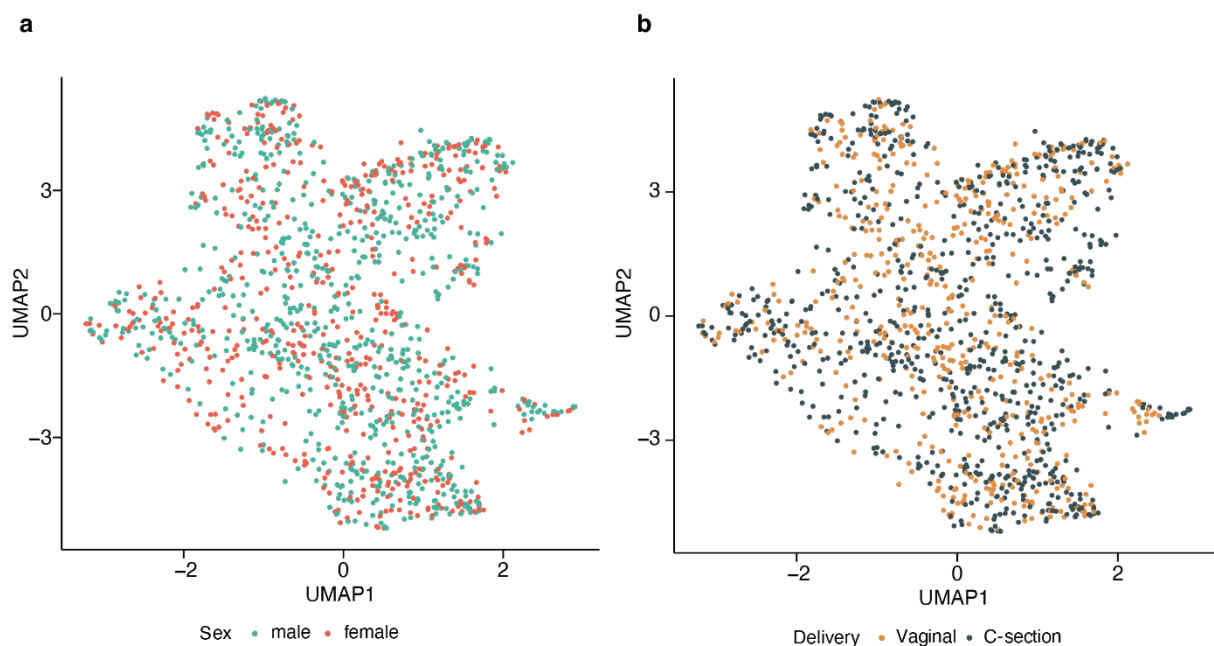 a
b
3
0
−3
UMAP2
−2
0
2
UMAP1
Sex male female
3
0
−3
UMAP2
−2
0
2
UMAP1
Delivery Vaginal C-section